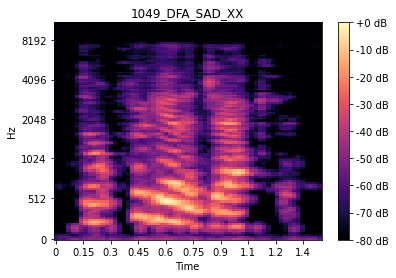 1049_DFA_SAD_XX
8192
4096
2048
1024
512
0
Hz
0 0.15 0.3 0.45 0.6 0.75 0.9 1.1 1.2 1.4
Time
+0 dB
-10 dB
-20 dB
-30 dB
-40 dB
-50 dB
-60 dB
-70 dB
-80 dB